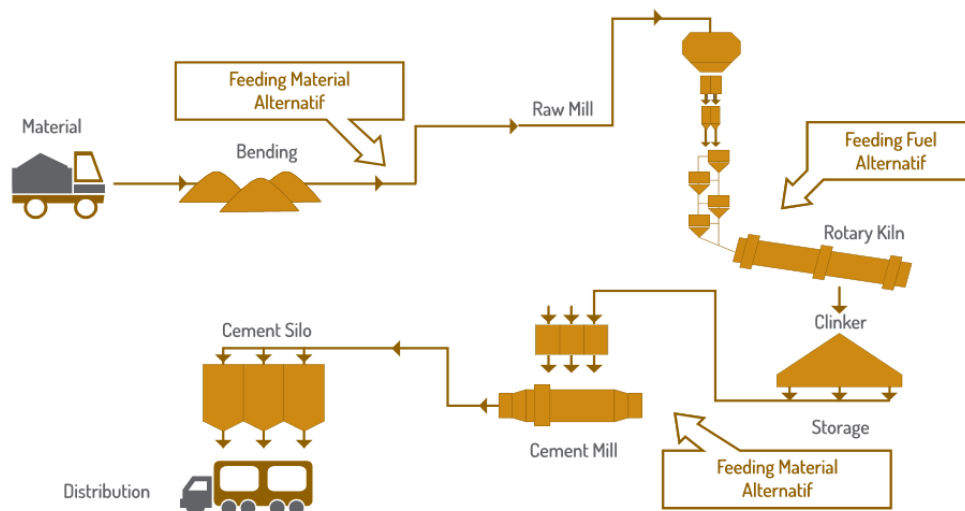 Feeding Material
Alternatif
Material
Bending
Raw Mill
Feeding Fuel
Alternatif
Rotary Kiln
Clinker
Storage
Cement Silo
Cement Mill
Feeding Material
Alternatif
Distribution